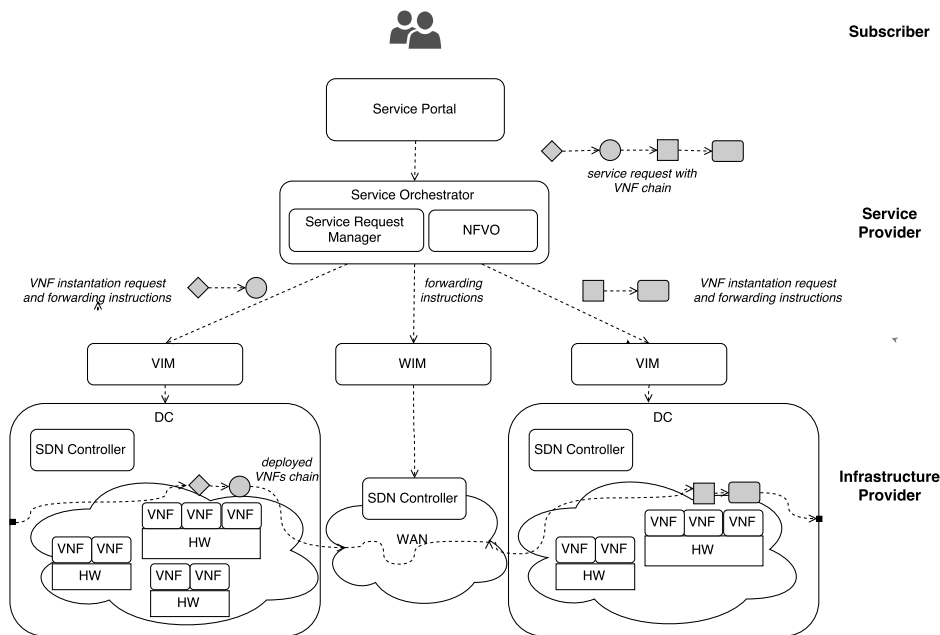 Subscriber
Service Portal
service request with
VNF chain
Service Orchestrator
Service Request
Manager
NFVO
Service
Provider
VNF instantation request
and forwarding instructions
forwarding
instructions
VNF instantation request
and forwarding instructions
VIM
WIM
VIM
DC
SDN Controller
deployed
VNFs chain
VNF VNF VNF
HW
VNF VNF
HW
VNF VNF
HW
SDN Controller
WAN
DC
SDN Controller
VNF VNF VNF
HW
VNF VNF
HW
Infrastructure
Provider